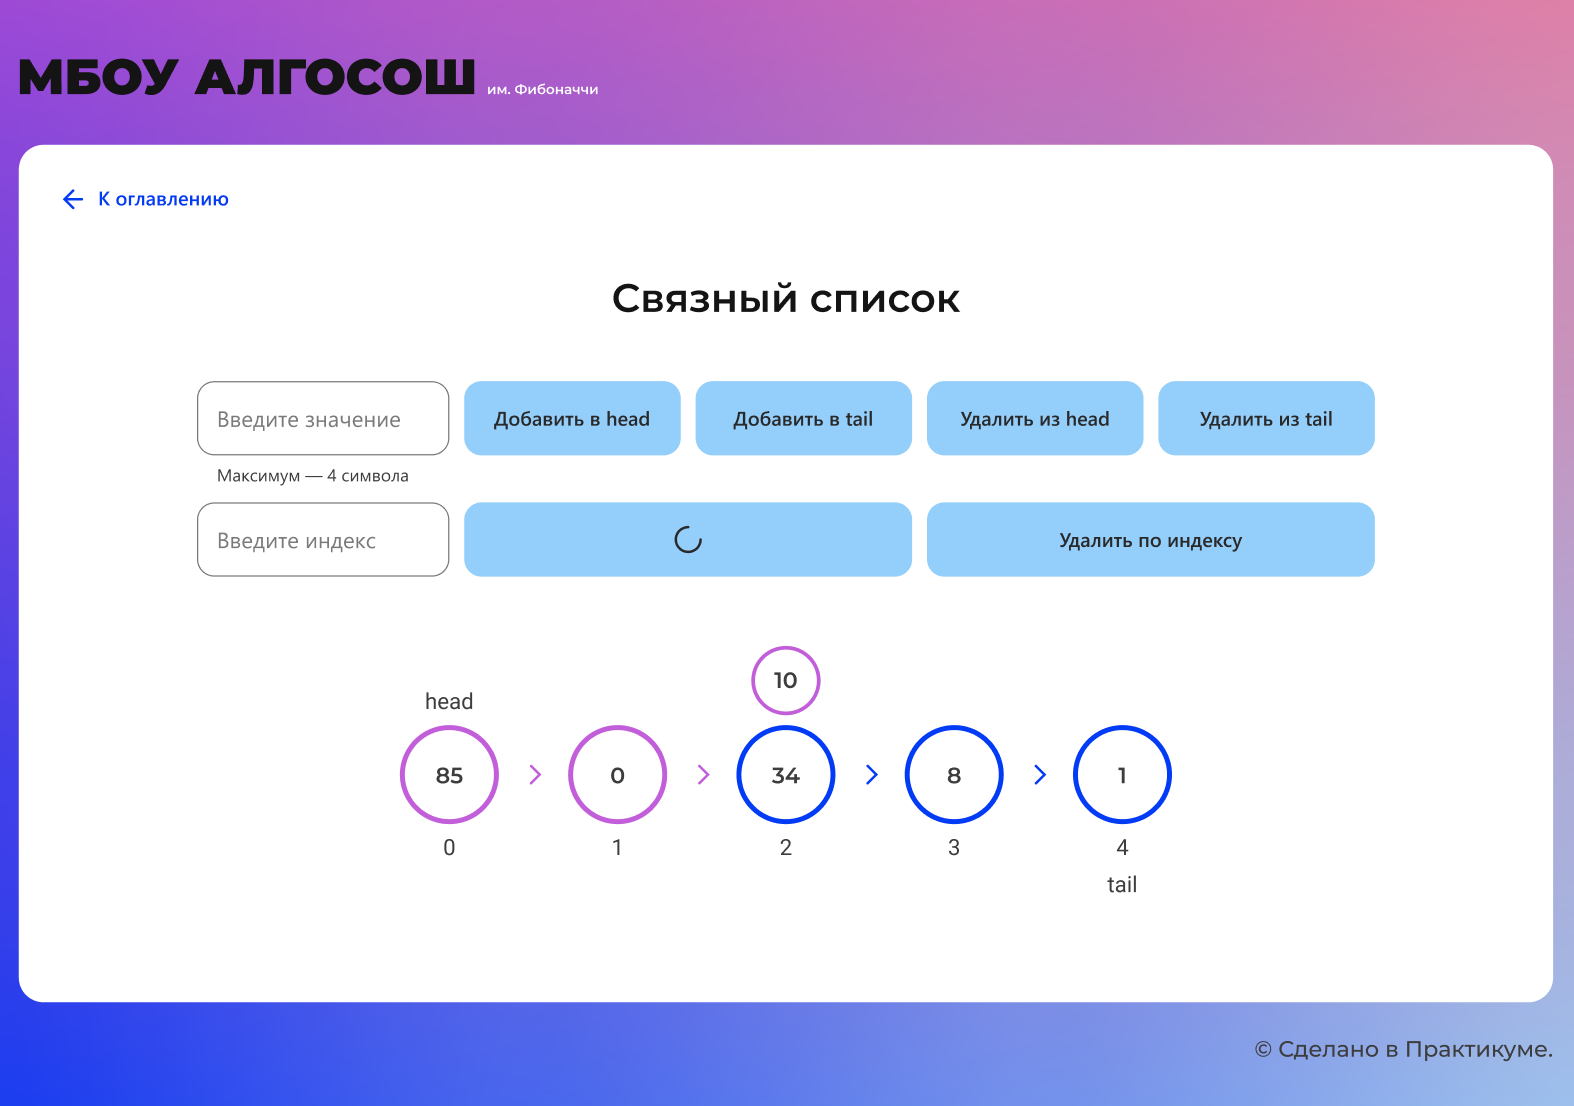 МБОУ АЛГОСОШ им. Фибоначчи
К оглавлению
Связный список
Введите значение
Добавить в head
Добавить в tail
Удалить из head
Удалить из tail
Максимум — 4 символа
Введите индекс
Удалить по индексу
10
head
85
0
34
8
1
0
1
2
3
4
tail
© Сделано в Практикуме.